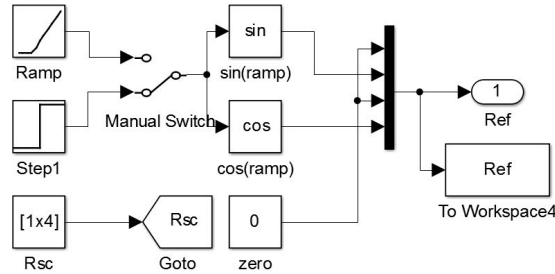 sin
Ramp
sin(ramp)
Manual Switch
1
Ref
cos
Step1
cos(ramp)
Ref
To Workspace4
[1x4]
Rsc
0
Rsc
Goto
zero